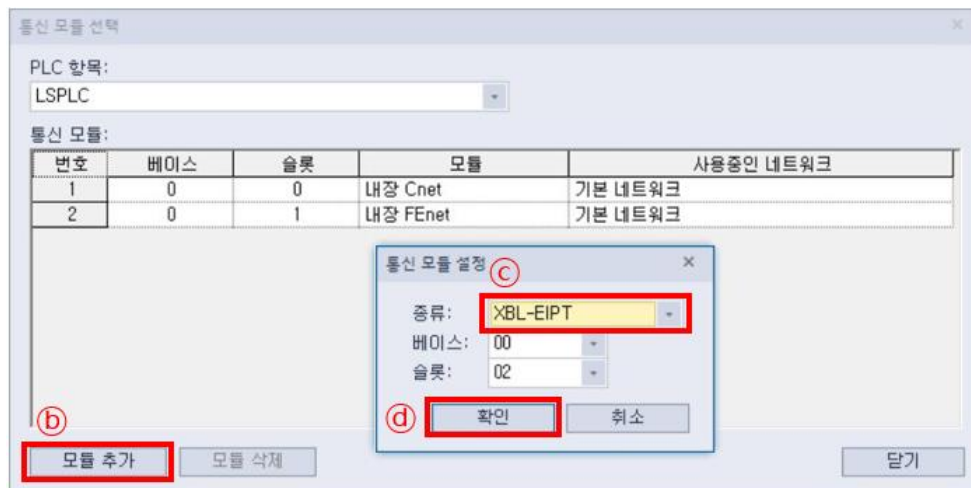 통신 모듈 선택
PLC 항목:
LSPLC
통신 모듈:
번호 베이스 슬롯 모듈 사용중인 네트워크
1 0 0 내장 Cnet 기본 네트워크
2 0 1 내장 FEnet 기본 네트워크
통신 모듈 설정
ⓒ
종류: XBL-EIPT
베이스: 00
슬롯: 02
ⓓ 확인 취소
ⓑ
모듈 추가 모듈 삭제 닫기